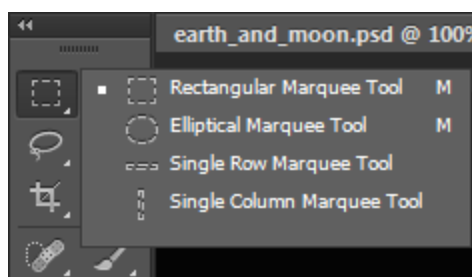 earth_and_moon.psd @ 100%
Rectangular Marquee Tool M
Elliptical Marquee Tool M
Single Row Marquee Tool
Single Column Marquee Tool